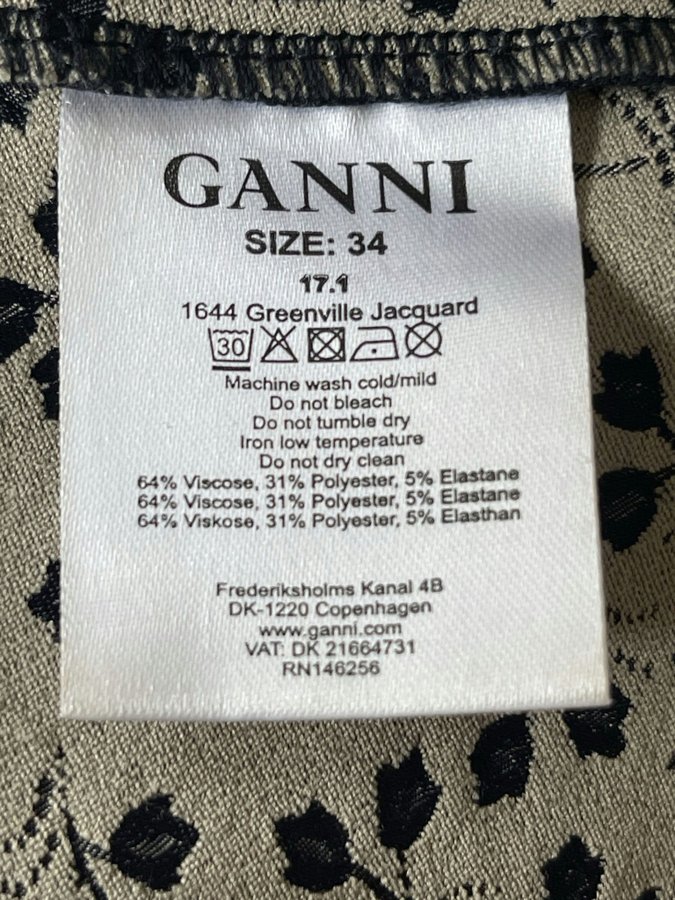 GANNI
SIZE: 34
17.1
1644 Greenville Jacquard
30
Machine wash cold/mild
Do not bleach
Do not tumble dry
Iron low temperature
Do not dry clean
64% Viscose, 31% Polyester, 5% Elastane
64% Viscose, 31% Polyester, 5% Elastane
64% Viskose, 31% Polyester, 5% Elasthan
Frederiksholms Kanal 4B
DK-1220 Copenhagen
www.ganni.com
VAT: DK 21664731
RN146256